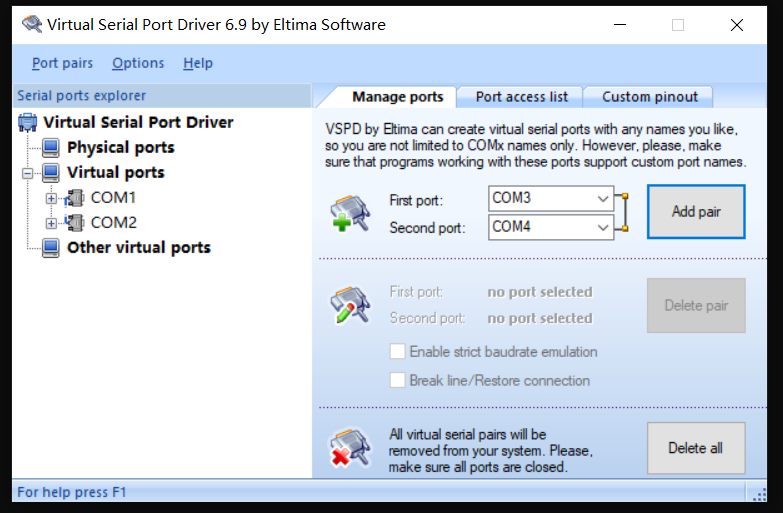 Virtual Serial Port Driver 6.9 by Eltima Software
Port pairs Options Help
Serial ports explorer
Virtual Serial Port Driver
Physical ports
Virtual ports
COM1
COM2
Other virtual ports
Manage ports Port access list Custom pinout
VSPD by Eltima can create virtual serial ports with any names you like,
so you are not limited to COMx names only. However, please, make
sure that programs working with these ports support custom port names.
First port: COM3
Second port: COM4
Add pair
First port: no port selected
Second port: no port selected
Delete pair
Enable strict baudrate emulation
Break line/Restore connection
All virtual serial pairs will be
removed from your system. Please,
make sure all ports are closed.
Delete all
For help press F1